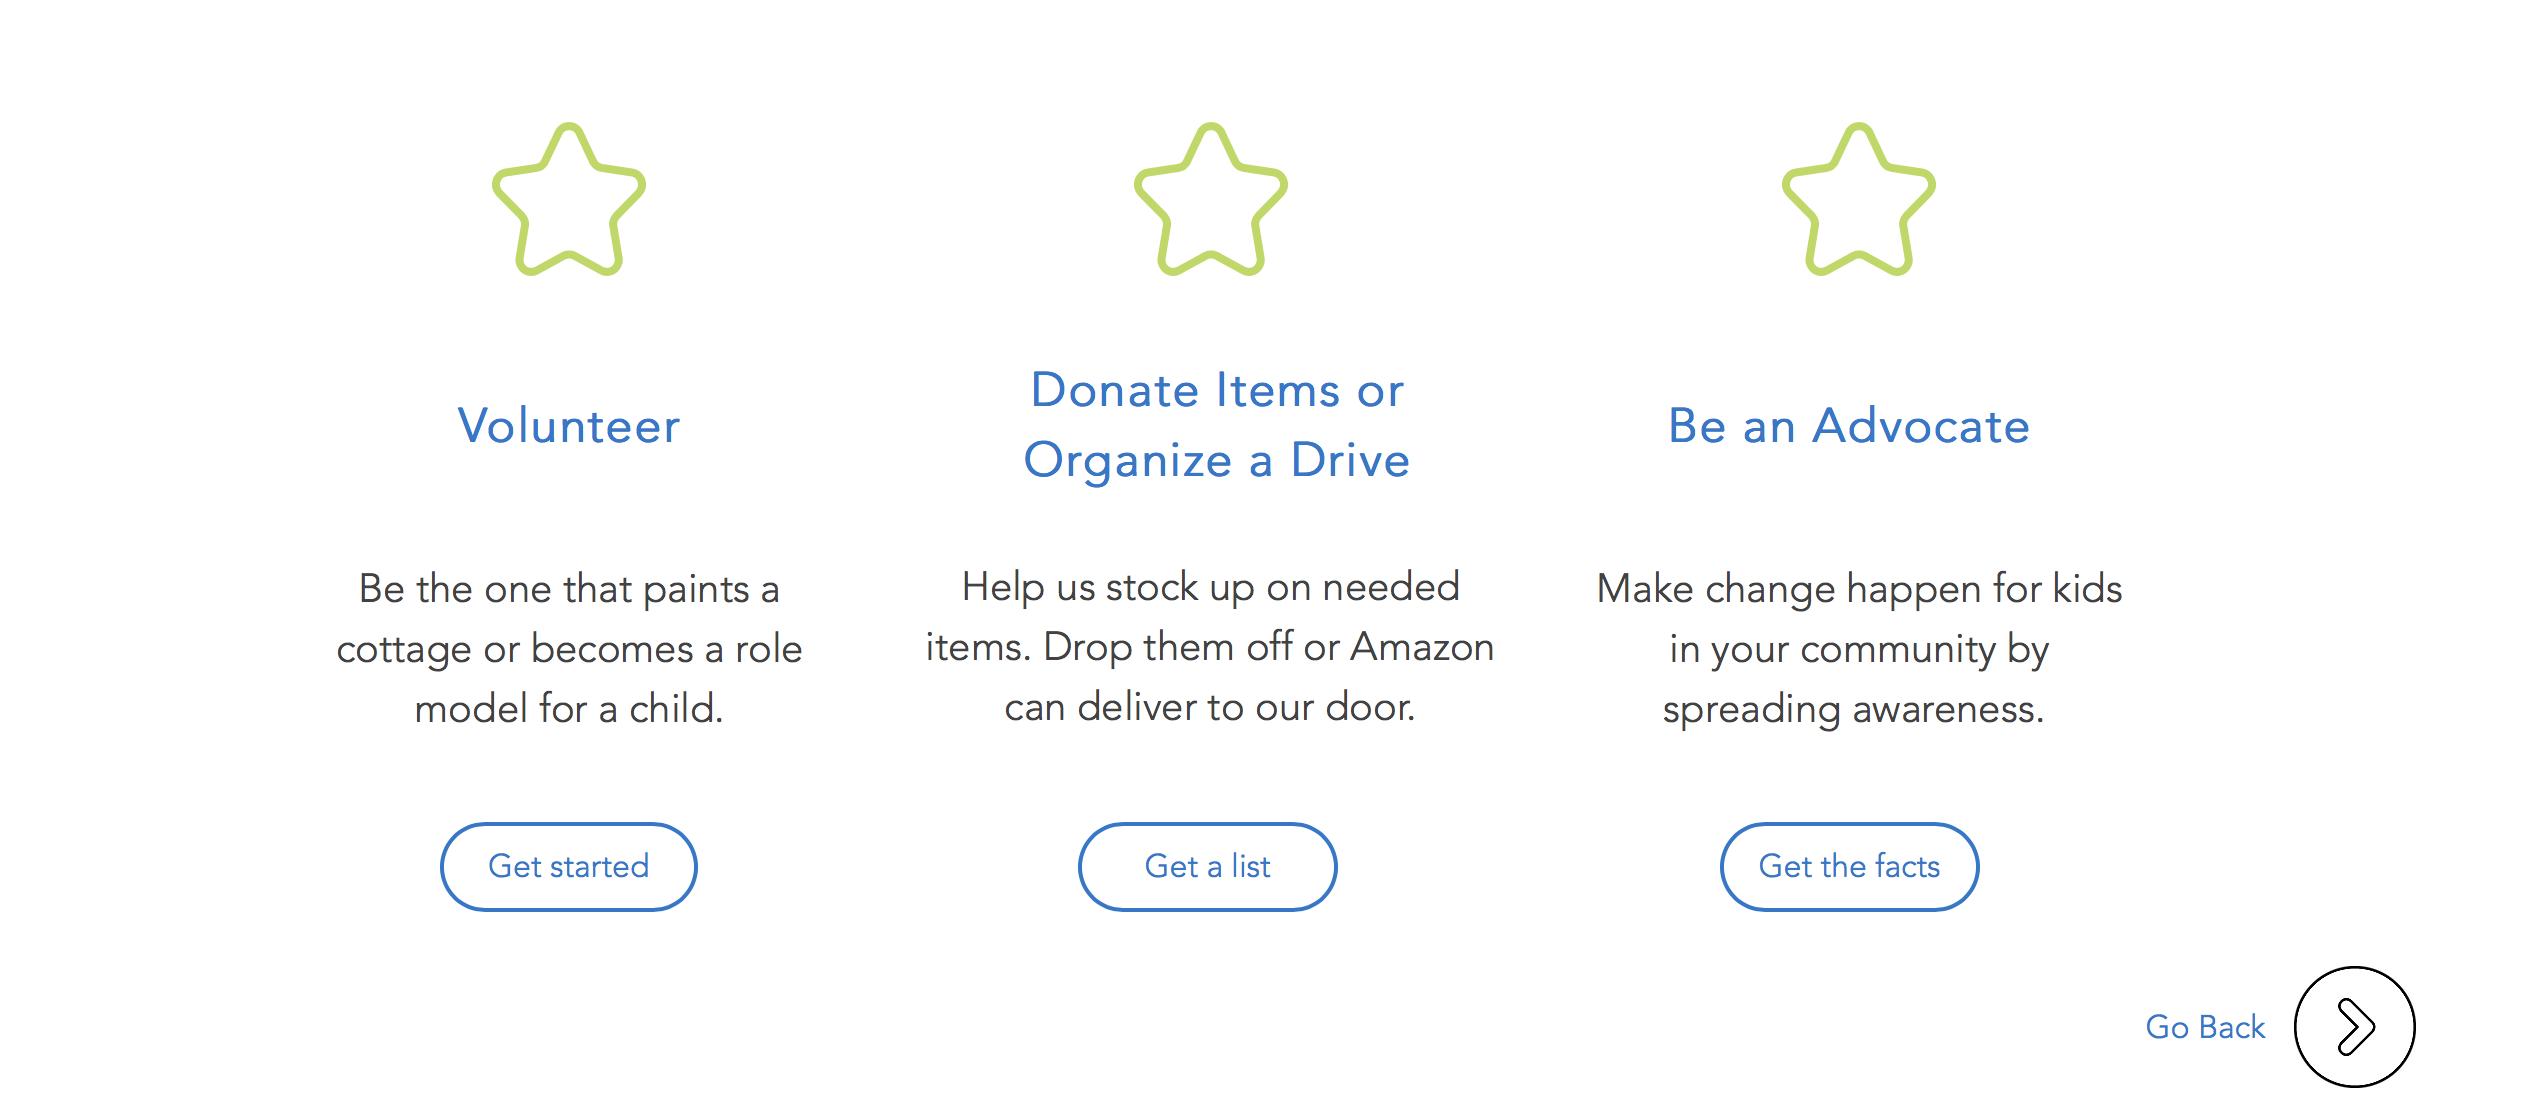 Volunteer
Be the one that paints a
cottage or becomes a role
model for a child.
Get started
Donate Items or
Organize a Drive
Help us stock up on needed
items. Drop them off or Amazon
can deliver to our door.
Get a list
Be an Advocate
Make change happen for kids
in your community by
spreading awareness.
Get the facts
Go Back